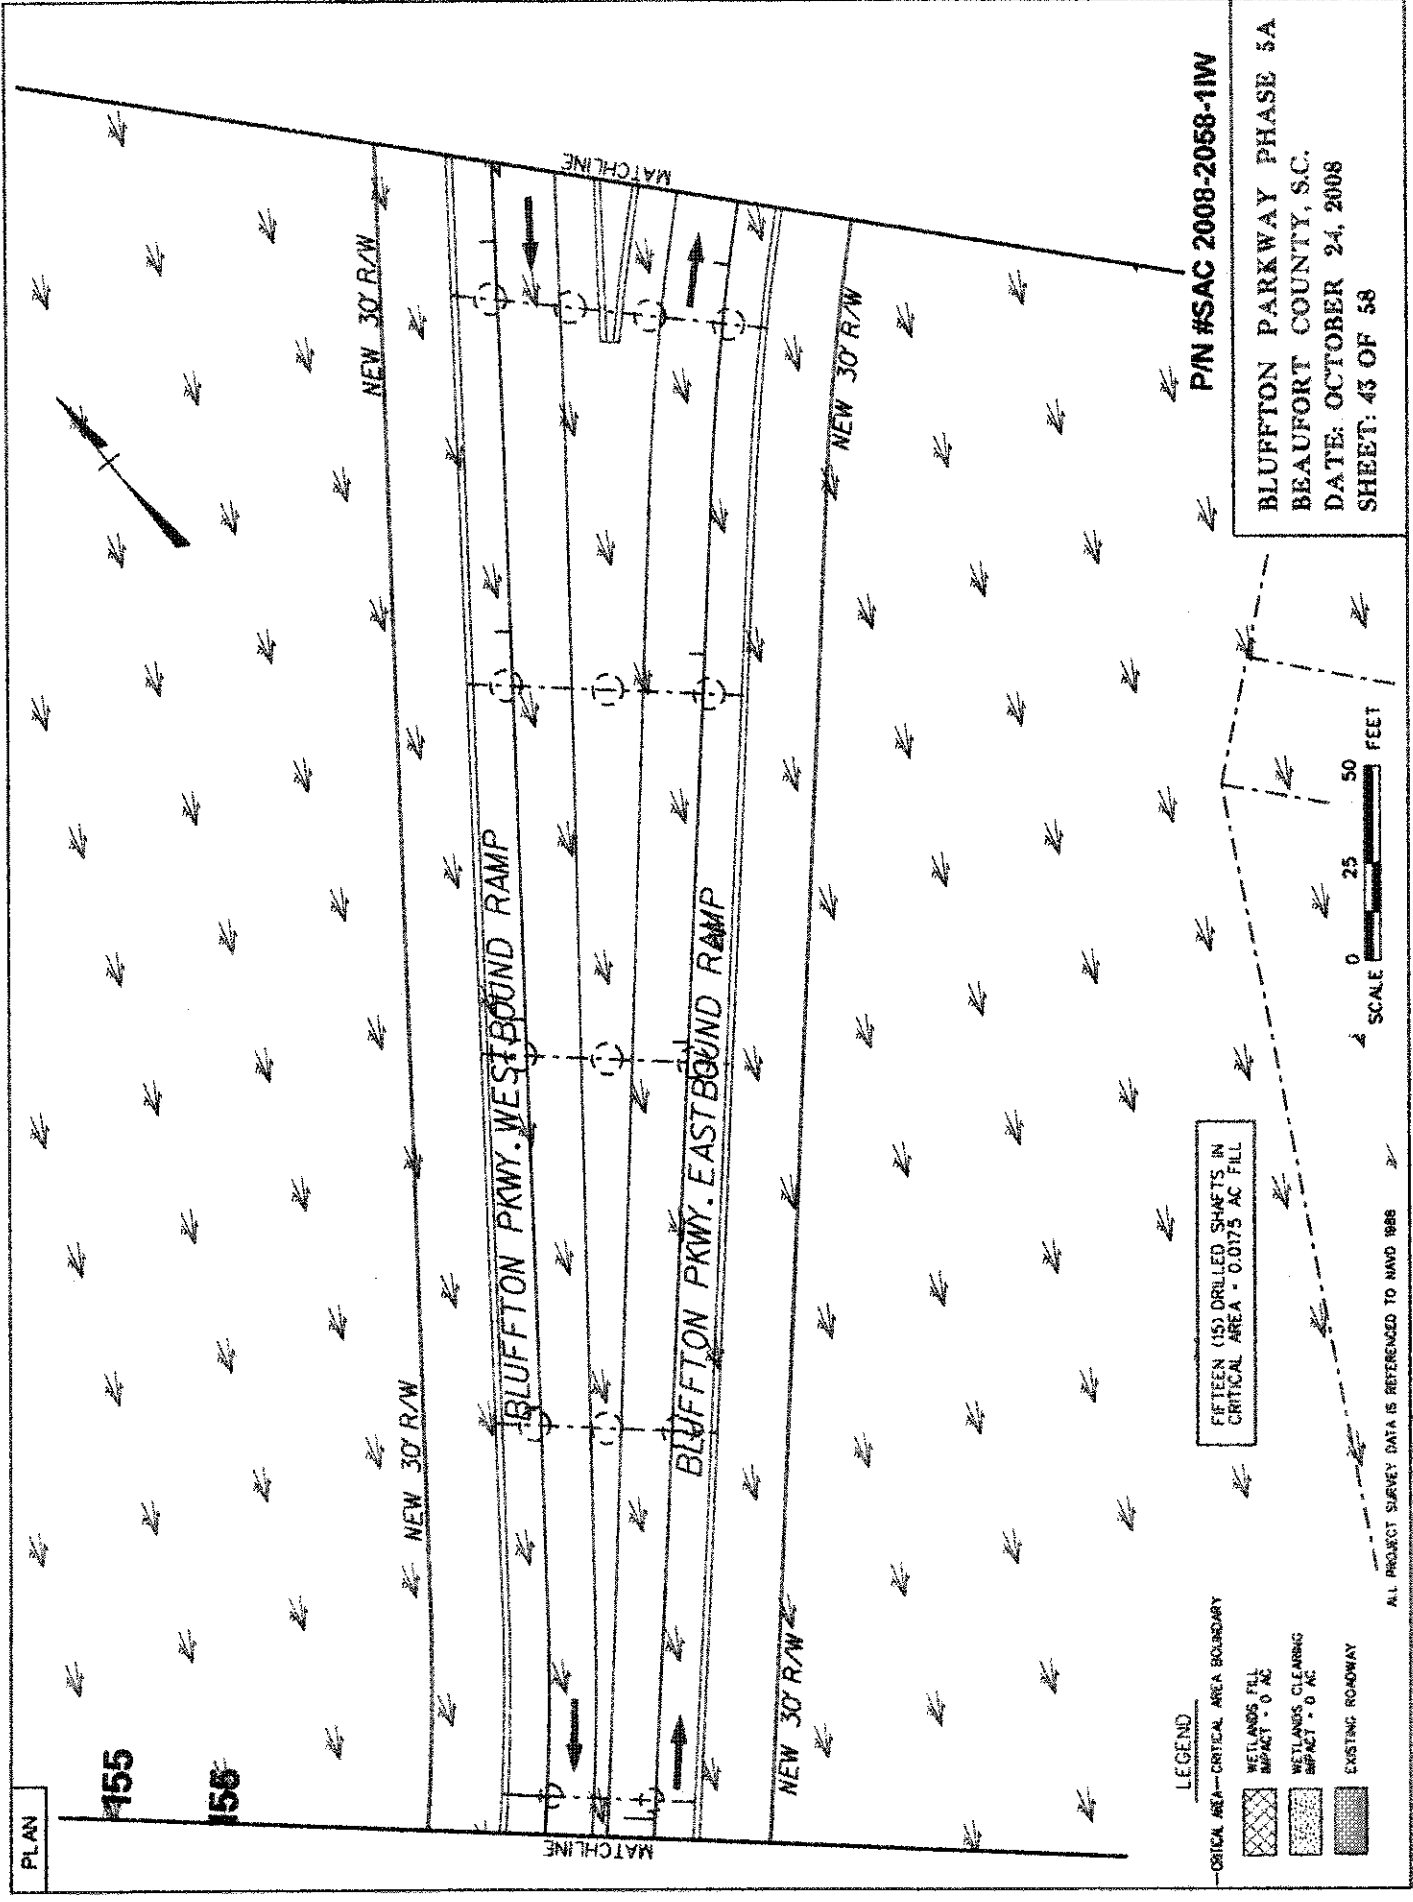 PLAN
155
155
MATCHLINE
MATCHLINE
NEW 30' R/W
NEW 30' R/W
NEW 30' R/W
NEW 30' R/W
BLUFFTON PKWY. WESTBOUND RAMP
BLUFFTON PKWY. EASTBOUND RAMP
P/N #SAC 2008-2058-1IW
LEGEND
CRITICAL AREA—CRITICAL AREA BOUNDARY
WETLANDS FILL
IMPACT - 0 AC
WETLANDS CLEARING
IMPACT - 0 AC
EXISTING ROADWAY
FIFTEEN (15) DRILLED SHAFTS IN
CRITICAL AREA - 0.0175 AC FILL
SCALE
0
25
50
FEET
ALL PROJECT SURVEY DATA IS REFERENCED TO NAVD 1988
BLUFFTON PARKWAY PHASE 5A
BEAUFORT COUNTY, S.C.
DATE: OCTOBER 24, 2008
SHEET: 43 OF 58